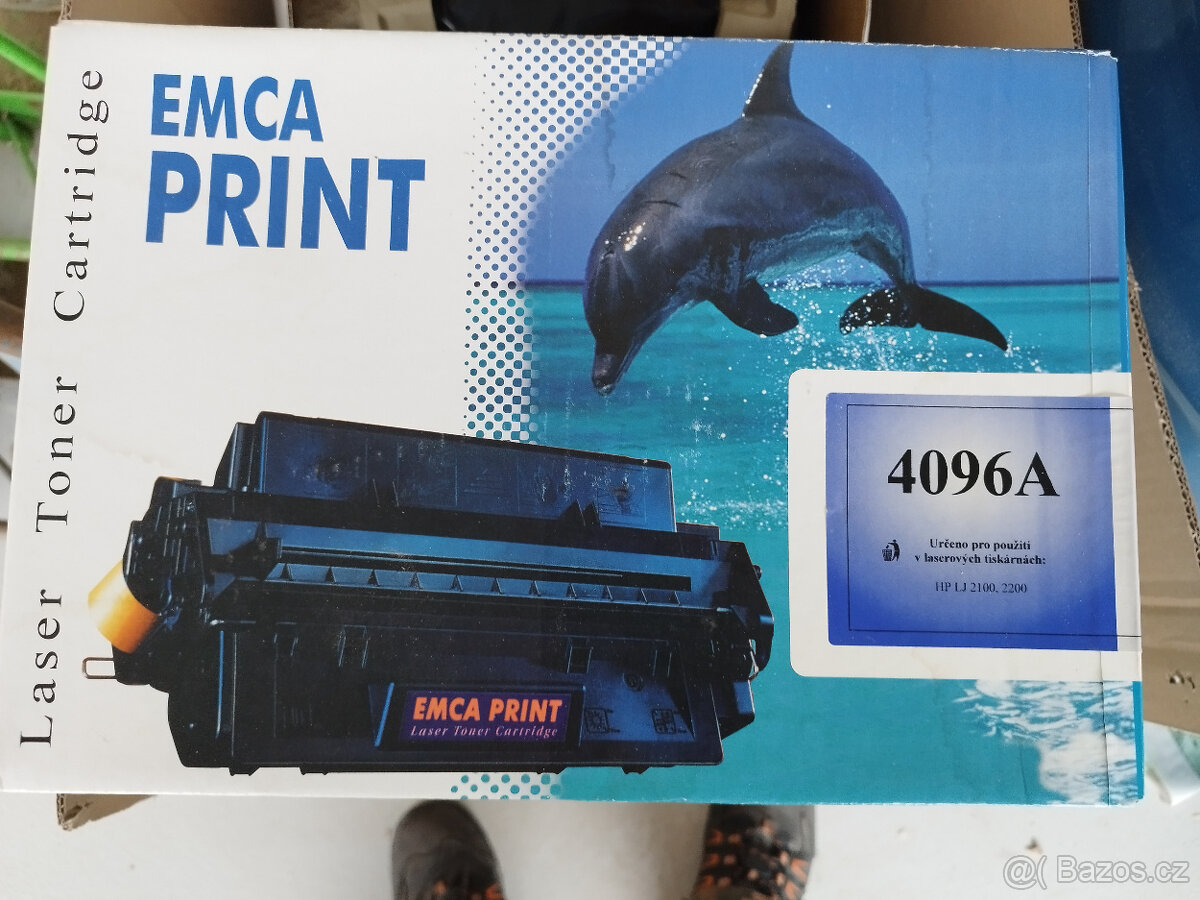 Laser Toner Cartridge
EMCA
PRINT
4096A
Určeno pro použití
v laserových tiskárnách:
HP LJ 2100, 2200
EMCA PRINT
Laser Toner Cartridge
@( Bazos.cz